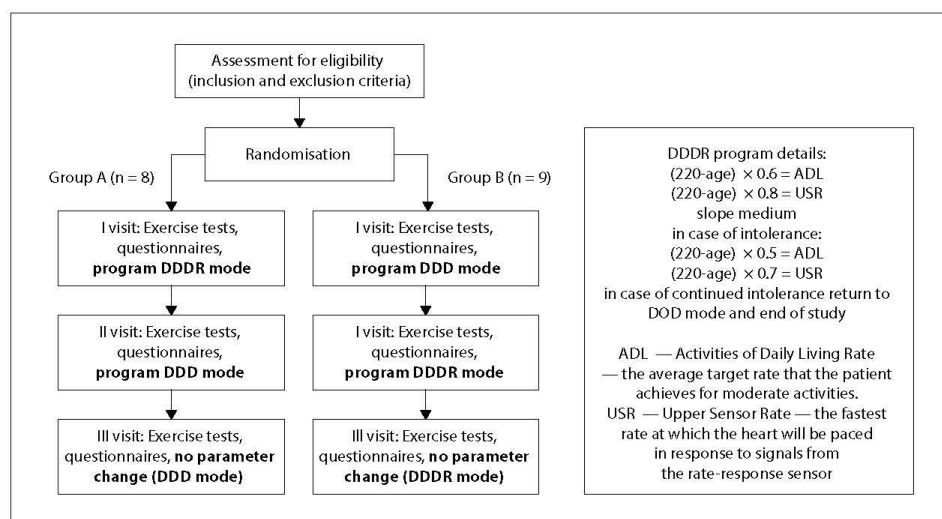 Assessment for eligibility
(inclusion and exclusion criteria)
Randomisation
Group A (n = 8)
Group B (n = 9)
I visit: Exercise tests,
questionnaires,
program DDDR mode
I visit: Exercise tests,
questionnaires,
program DDD mode
II visit: Exercise tests,
questionnaires,
program DDD mode
I visit: Exercise tests,
questionnaires,
program DDDR mode
III visit: Exercise tests,
questionnaires, no parameter
change (DDD mode)
III visit: Exercise tests,
questionnaires, no parameter
change (DDDR mode)
DDDR program details:
(220-age) × 0.6 = ADL
(220-age) × 0.8 = USR
slope medium
in case of intolerance:
(220-age) × 0.5 = ADL
(220-age) × 0.7 = USR
in case of continued intolerance return to
DOD mode and end of study
ADL — Activities of Daily Living Rate
— the average target rate that the patient
achieves for moderate activities.
USR — Upper Sensor Rate — the fastest
rate at which the heart will be paced
in response to signals from
the rate-response sensor